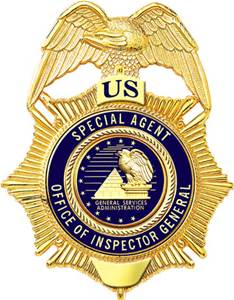 US
SPECIAL AGENT
GENERAL SERVICES
ADMINISTRATION
OFFICE OF INSPECTOR GENERAL